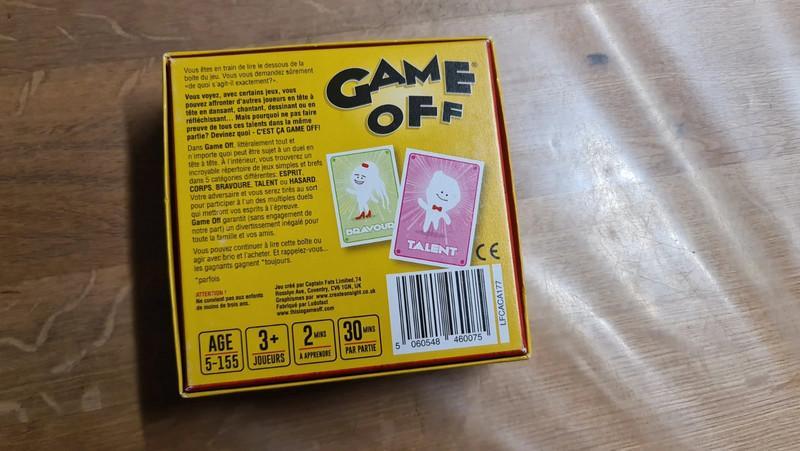 Vous êtes en train de lire le dessous de la
boîte du jeu. Vous vous demandez sûrement
«de quoi s'agit-il exactement?».
Vous voyez, avec certains jeux, vous
pouvez affronter d'autres joueurs en tête à
tête en dansant, chantant, dessinant ou en
réfléchissant... Mais pourquoi ne pas faire
preuve de tous ces talents dans la même
partie? Devinez quoi - C'EST ÇA GAME OFF!
Dans Game Off, littéralement tout et
n'importe quoi peut être sujet à un duel en
tête à tête. À l'intérieur, vous trouverez un
incroyable répertoire de jeux simples et brefs
dans 5 catégories différentes: ESPRIT,
CORPS, BRAVOURE, TALENT ou HASARD.
Votre adversaire et vous serez tirés au sort
pour participer à l'un des multiples duels
qui mettront vos esprits à l'épreuve.
Game Off garantit (sans engagement de
notre part) un divertissement inégalé pour
toute la famille et vos amis.
Vous pouvez continuer à lire cette boîte ou
agir avec brio et l'acheter. Et rappelez-vous...
les gagnants gagnent *toujours.
*parfois
GAME®
OFF
BRAVOUR
TALENT
CE
ATTENTION !
Ne convient pas aux enfants
de moins de trois ans.
Jeu créé par Captain Fats Limited, 74
Rosslyn Ave, Coventry, CV6 1GN, UK
Graphismes par www.createonsight.co.uk
Fabriqué par Ludofact
www.thisisgameoff.com
AGE
5-155
3+
JOUEURS
2 MINS
À APPRENDRE
30 MINS
PAR PARTIE
5 060548 460075
LFCACA177